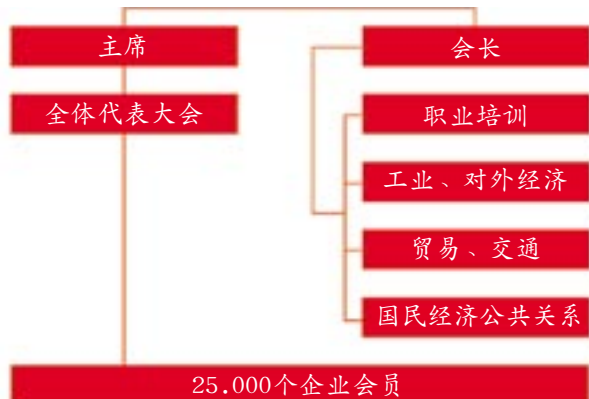 主席
全体代表大会
会长
职业培训
工业、对外经济
贸易、交通
国民经济公共关系
25.000个企业会员